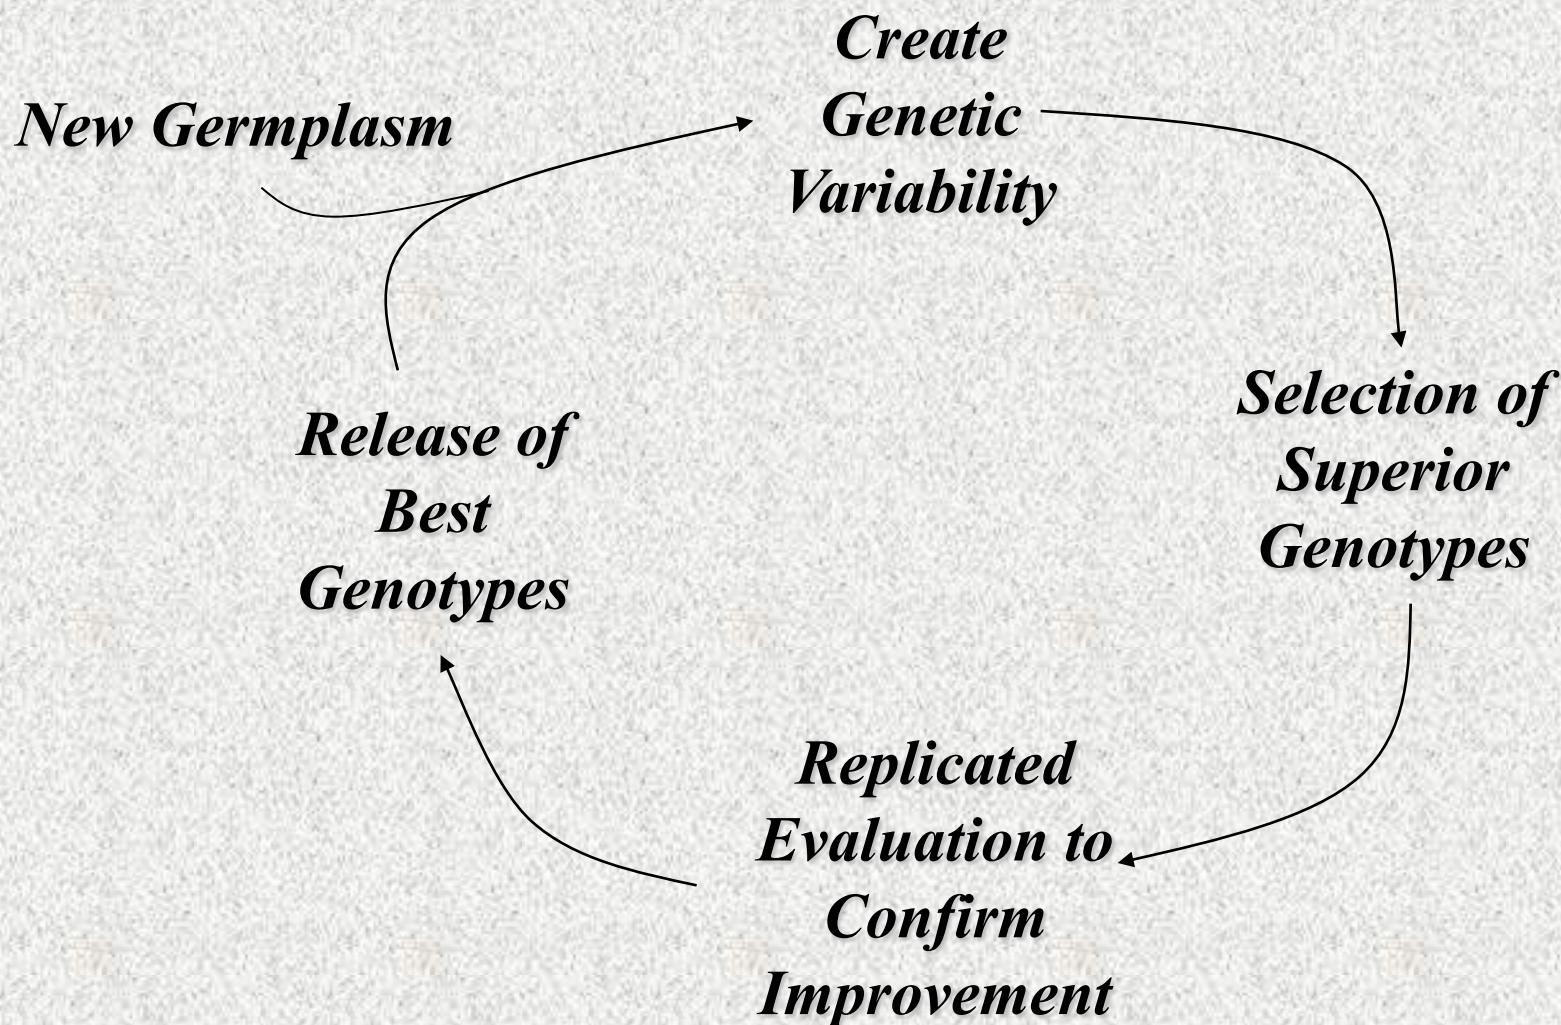 New Germplasm
Create
Genetic
Variability
Selection of
Superior
Genotypes
Replicated
Evaluation to
Confirm
Improvement
Release of
Best
Genotypes